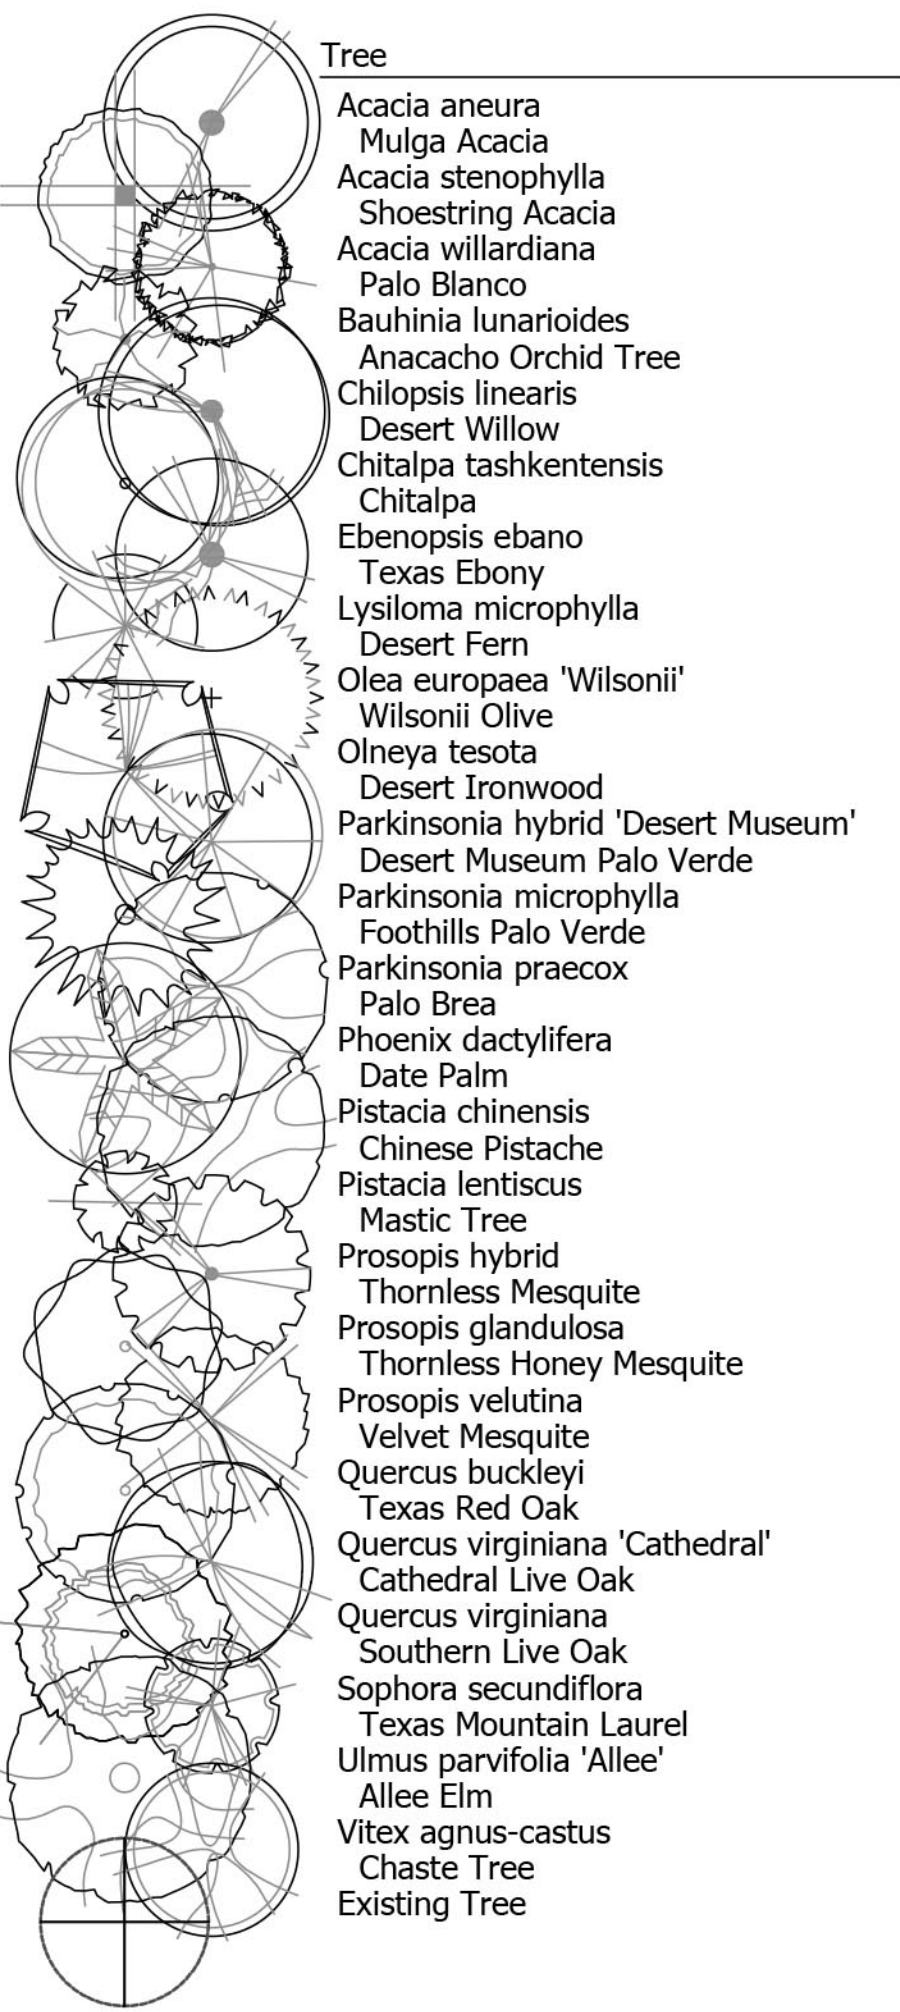 Tree
Acacia aneura
Mulga Acacia
Acacia stenophylla
Shoestring Acacia
Acacia willardiana
Palo Blanco
Bauhinia lunarioides
Anacacho Orchid Tree
Chilopsis linearis
Desert Willow
Chitalpa tashkentensis
Chitalpa
Ebenopsis ebano
Texas Ebony
Lysiloma microphylla
Desert Fern
Olea europaea 'Wilsonii'
Wilsonii Olive
Olneya tesota
Desert Ironwood
Parkinsonia hybrid 'Desert Museum'
Desert Museum Palo Verde
Parkinsonia microphylla
Foothills Palo Verde
Parkinsonia praecox
Palo Brea
Phoenix dactylifera
Date Palm
Pistacia chinensis
Chinese Pistache
Pistacia lentiscus
Mastic Tree
Prosopis hybrid
Thornless Mesquite
Prosopis glandulosa
Thornless Honey Mesquite
Prosopis velutina
Velvet Mesquite
Quercus buckleyi
Texas Red Oak
Quercus virginiana 'Cathedral'
Cathedral Live Oak
Quercus virginiana
Southern Live Oak
Sophora secundiflora
Texas Mountain Laurel
Ulmus parvifolia 'Allee'
Allee Elm
Vitex agnus-castus
Chaste Tree
Existing Tree